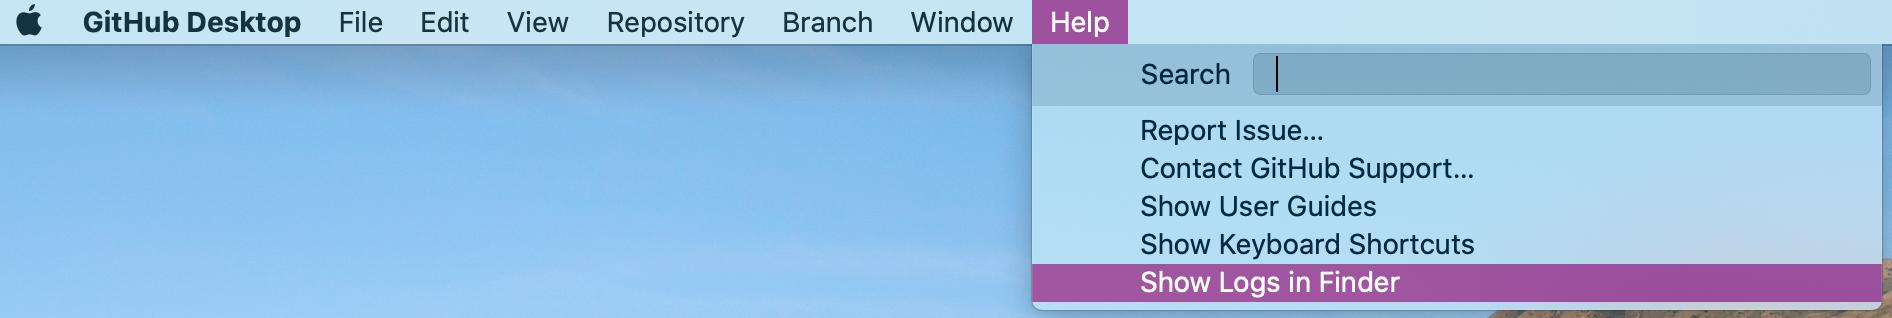 GitHub Desktop File Edit View Repository Branch Window Help
Search
Report Issue...
Contact GitHub Support...
Show User Guides
Show Keyboard Shortcuts
Show Logs in Finder